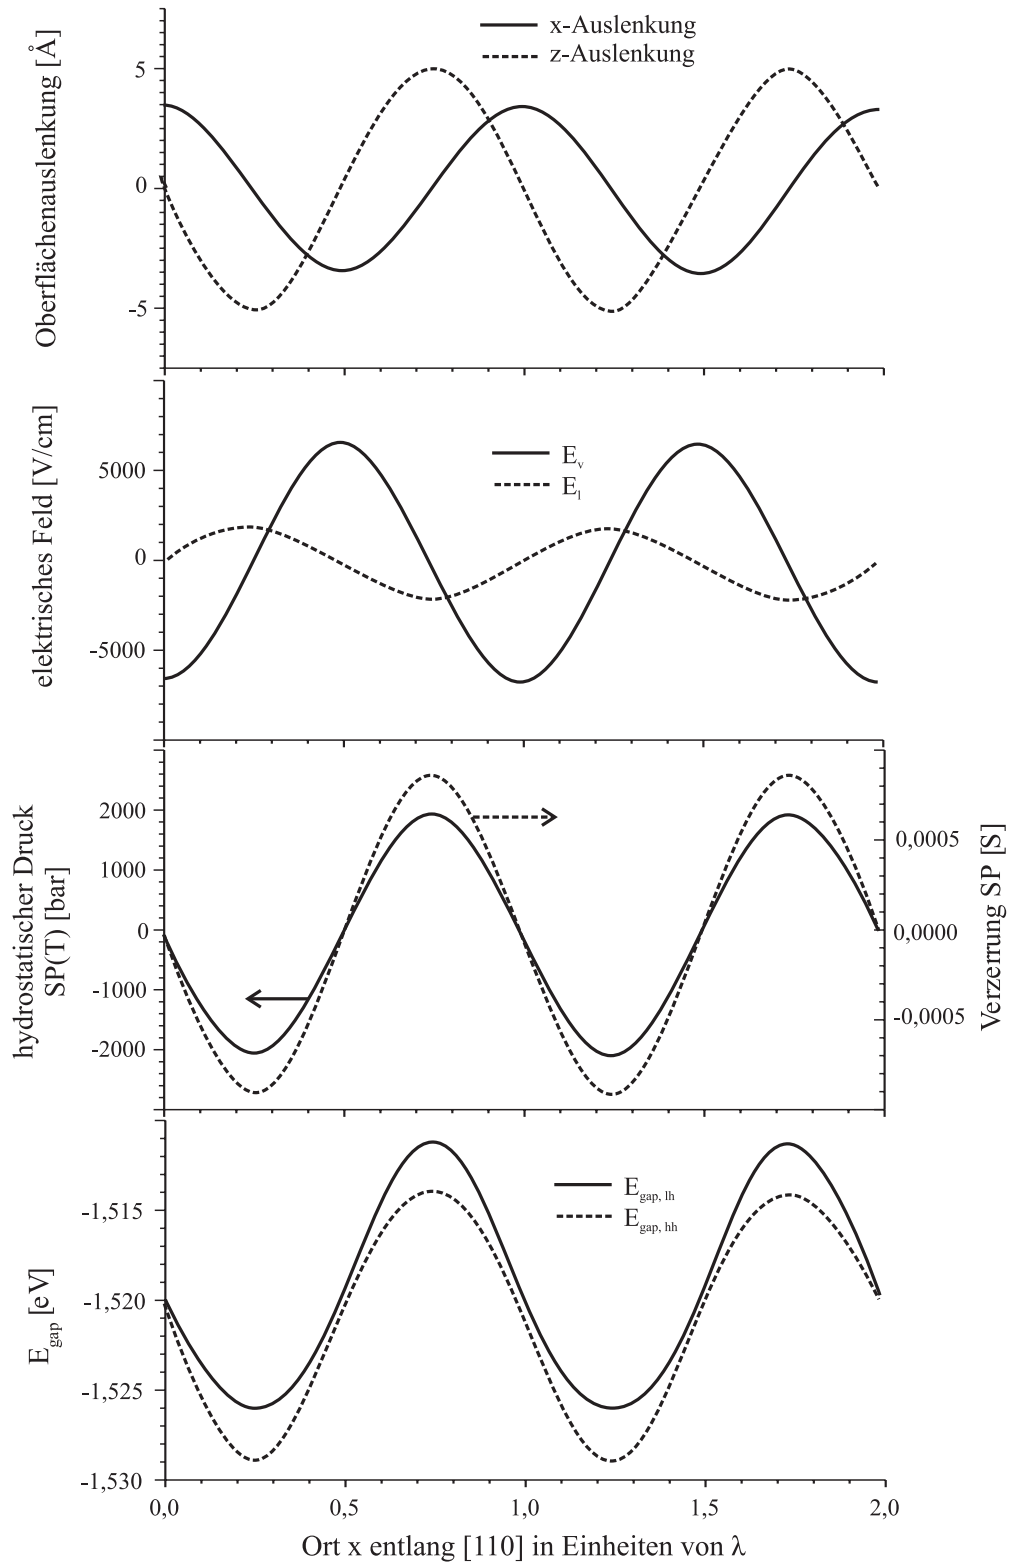 x-Auslenkung
z-Auslenkung
Oberflächenauslenkung [Å]
5
0
-5
elektrisches Feld [V/cm]
E_v
E_l
5000
0
-5000
hydrostatischer Druck
SP(T) [bar]
2000
1000
0
-1000
-2000
0,0005
0,0000
-0,0005
Verzerrung SP [S]
E_gap [eV]
E_gap, lh
E_gap, hh
-1,515
-1,520
-1,525
-1,530
0,0 0,5 1,0 1,5 2,0
Ort x entlang [110] in Einheiten von λ